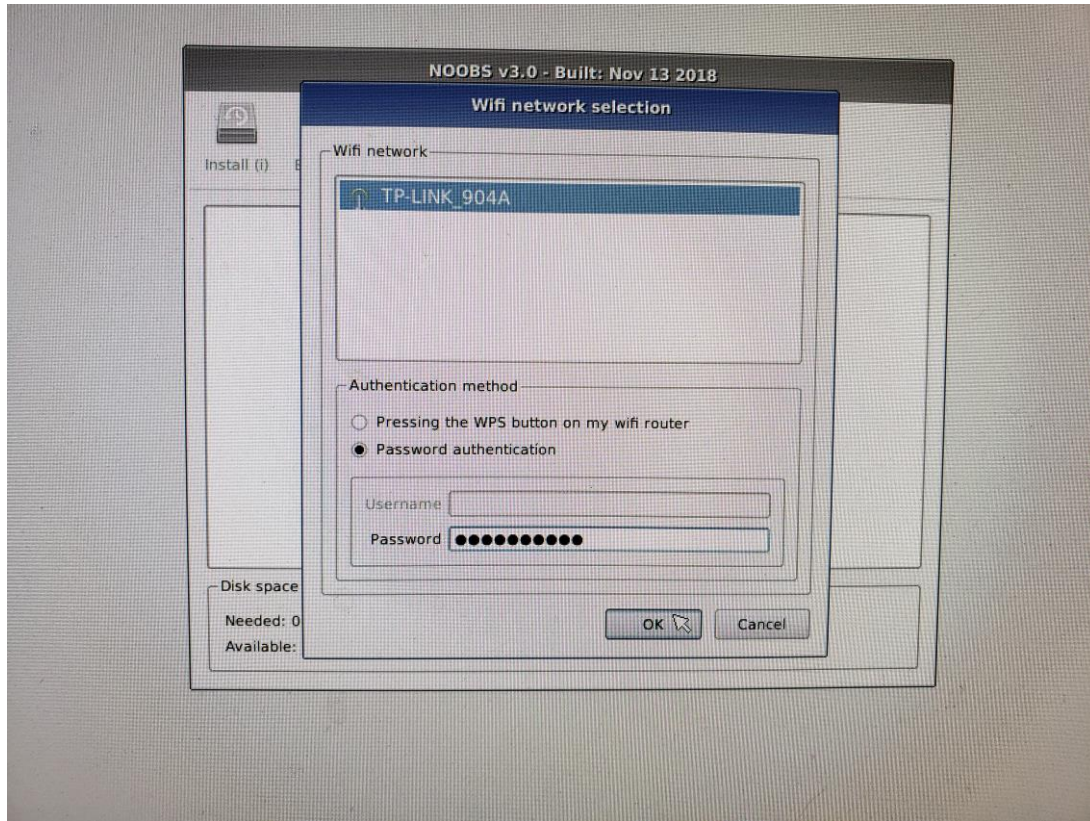 NOOBS v3.0 - Built: Nov 13 2018
Wifi network selection
Install (i)
Wifi network
TP-LINK_904A
Authentication method
Pressing the WPS button on my wifi router
Password authentication
Username
Password ●●●●●●●●●●
Disk space
Needed: 0
Available:
OK
Cancel